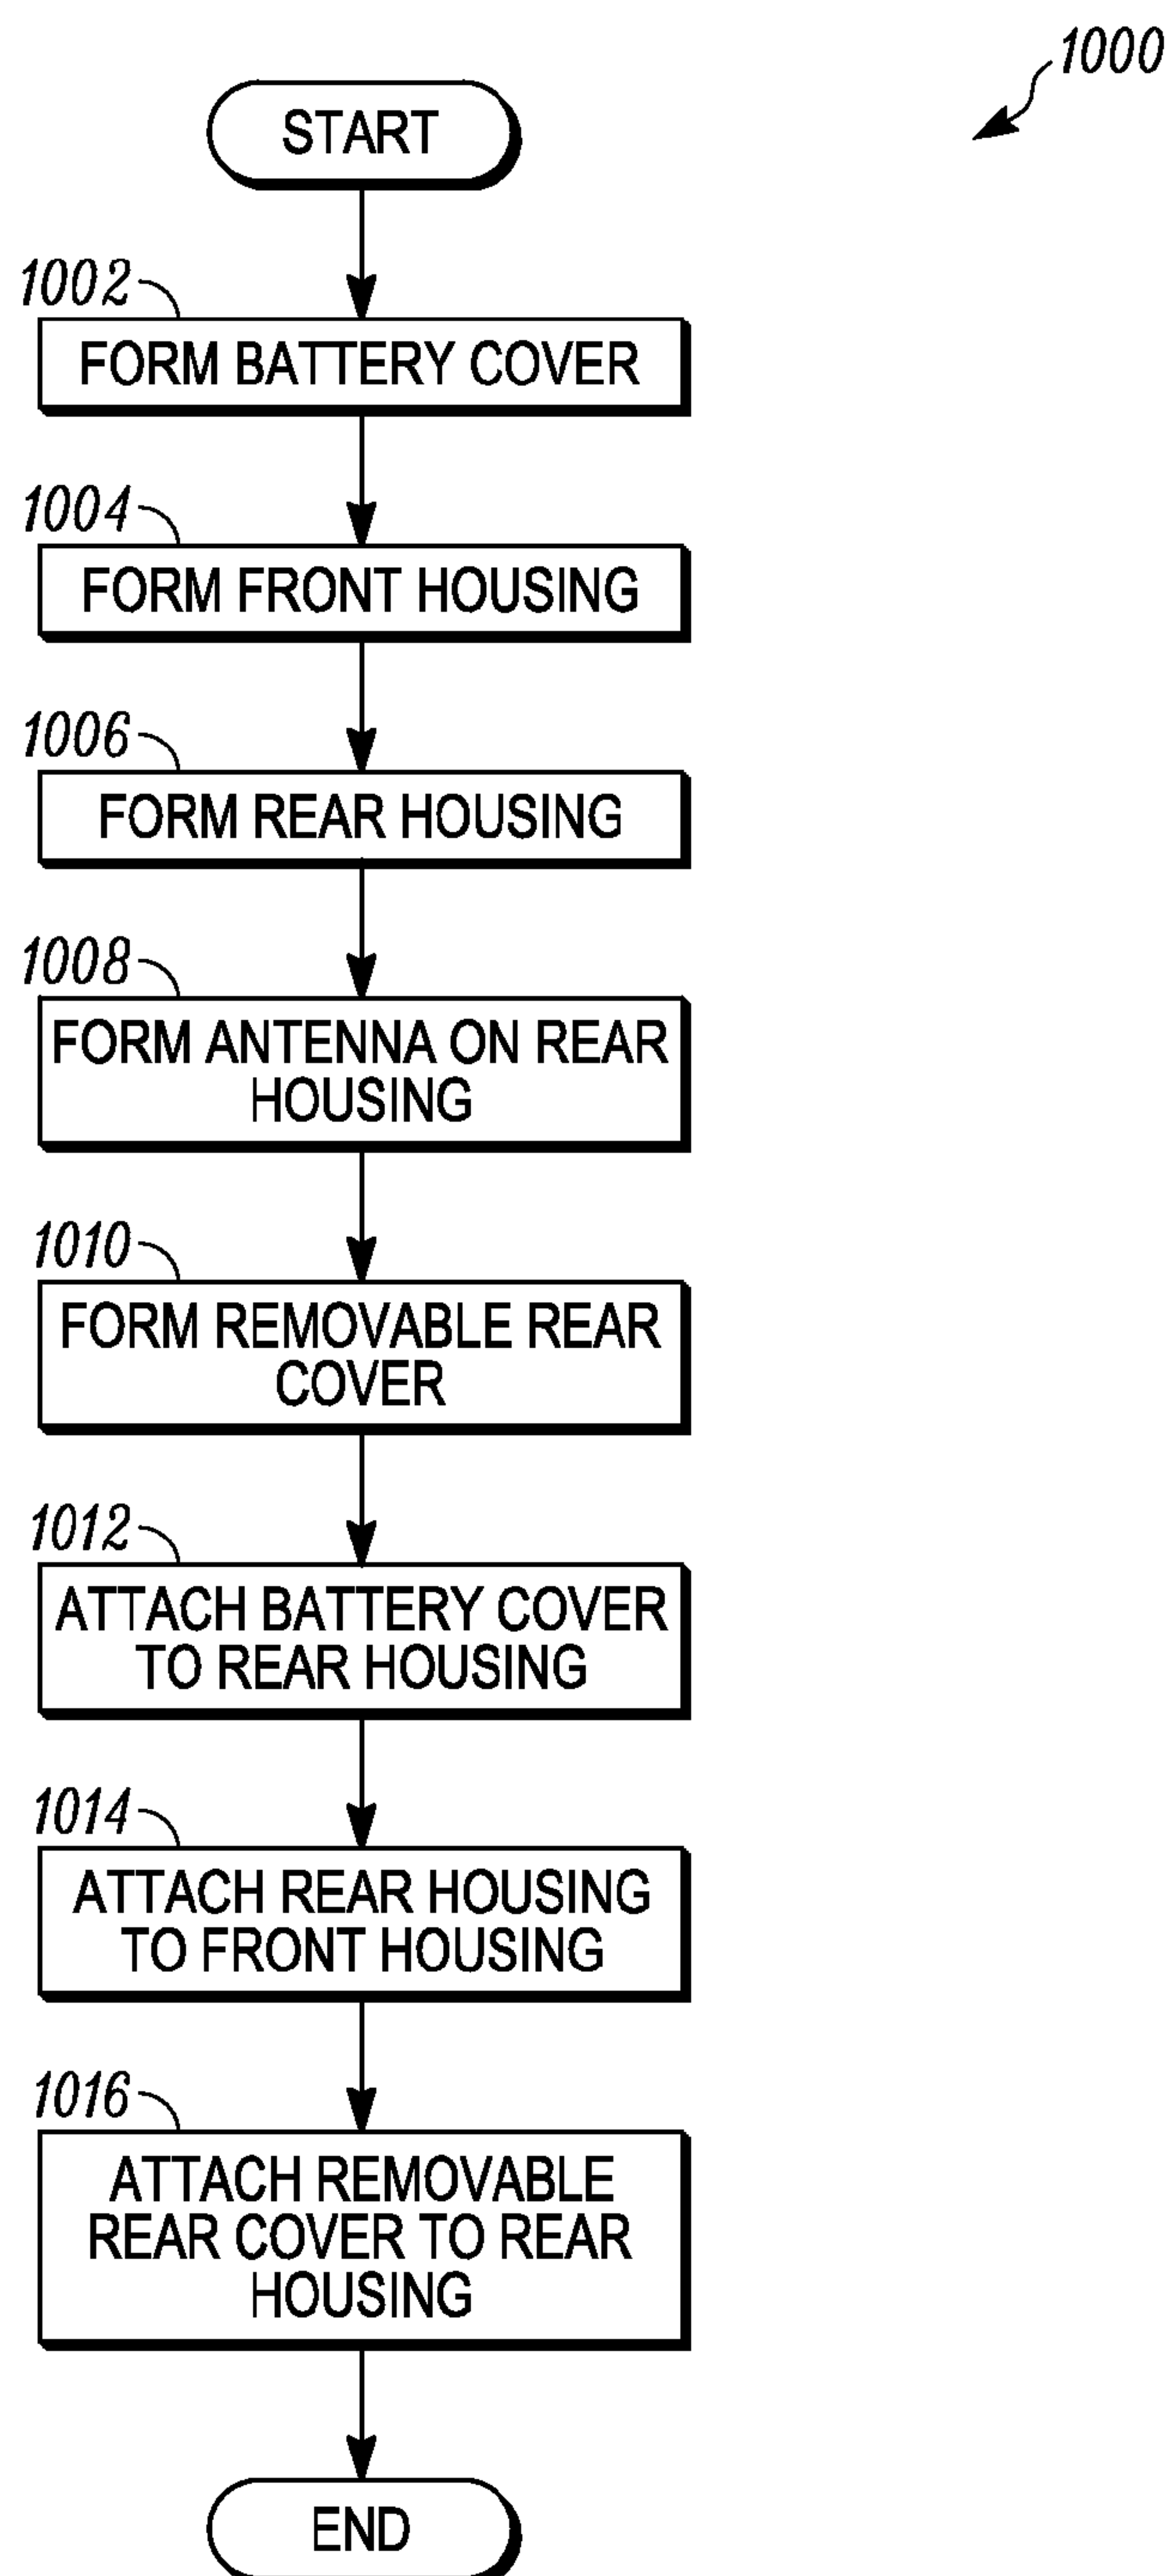 1000
START
1002
FORM BATTERY COVER
1004
FORM FRONT HOUSING
1006
FORM REAR HOUSING
1008
FORM ANTENNA ON REAR
HOUSING
1010
FORM REMOVABLE REAR
COVER
1012
ATTACH BATTERY COVER
TO REAR HOUSING
1014
ATTACH REAR HOUSING
TO FRONT HOUSING
1016
ATTACH REMOVABLE
REAR COVER TO REAR
HOUSING
END